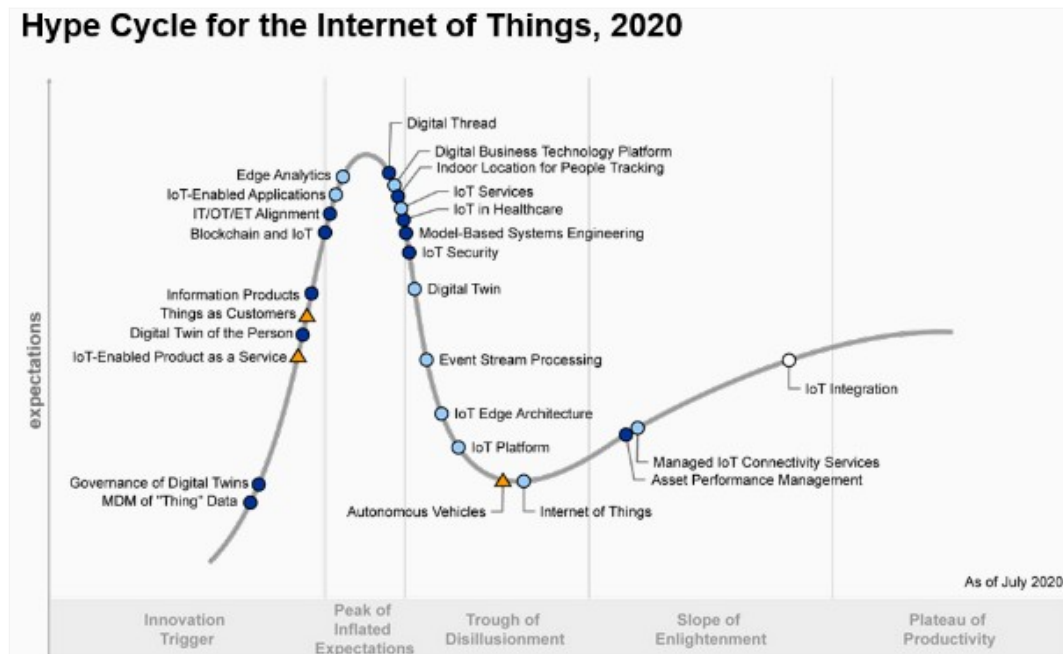 Hype Cycle for the Internet of Things, 2020
Digital Thread
Digital Business Technology Platform
Edge Analytics
Indoor Location for People Tracking
IoT-Enabled Applications
IoT Services
IT/OT/ET Alignment
IoT in Healthcare
Blockchain and IoT
Model-Based Systems Engineering
IoT Security
Information Products
Digital Twin
Things as Customers
Digital Twin of the Person
IoT-Enabled Product as a Service
Event Stream Processing
IoT Integration
expectations
IoT Edge Architecture
IoT Platform
Managed IoT Connectivity Services
Governance of Digital Twins
Asset Performance Management
MDM of "Thing" Data
Autonomous Vehicles
Internet of Things
As of July 2020
Innovation
Trigger
Peak of
Inflated
Expectations
Trough of
Disillusionment
Slope of
Enlightenment
Plateau of
Productivity